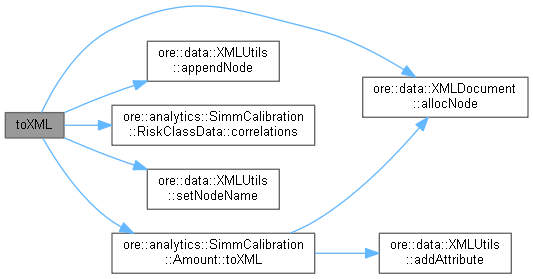 toXML
ore::data::XMLUtils
::appendNode
ore::analytics::SimmCalibration
::RiskClassData::correlations
ore::data::XMLUtils
::setNodeName
ore::analytics::SimmCalibration
::Amount::toXML
ore::data::XMLDocument
::allocNode
ore::data::XMLUtils
::addAttribute